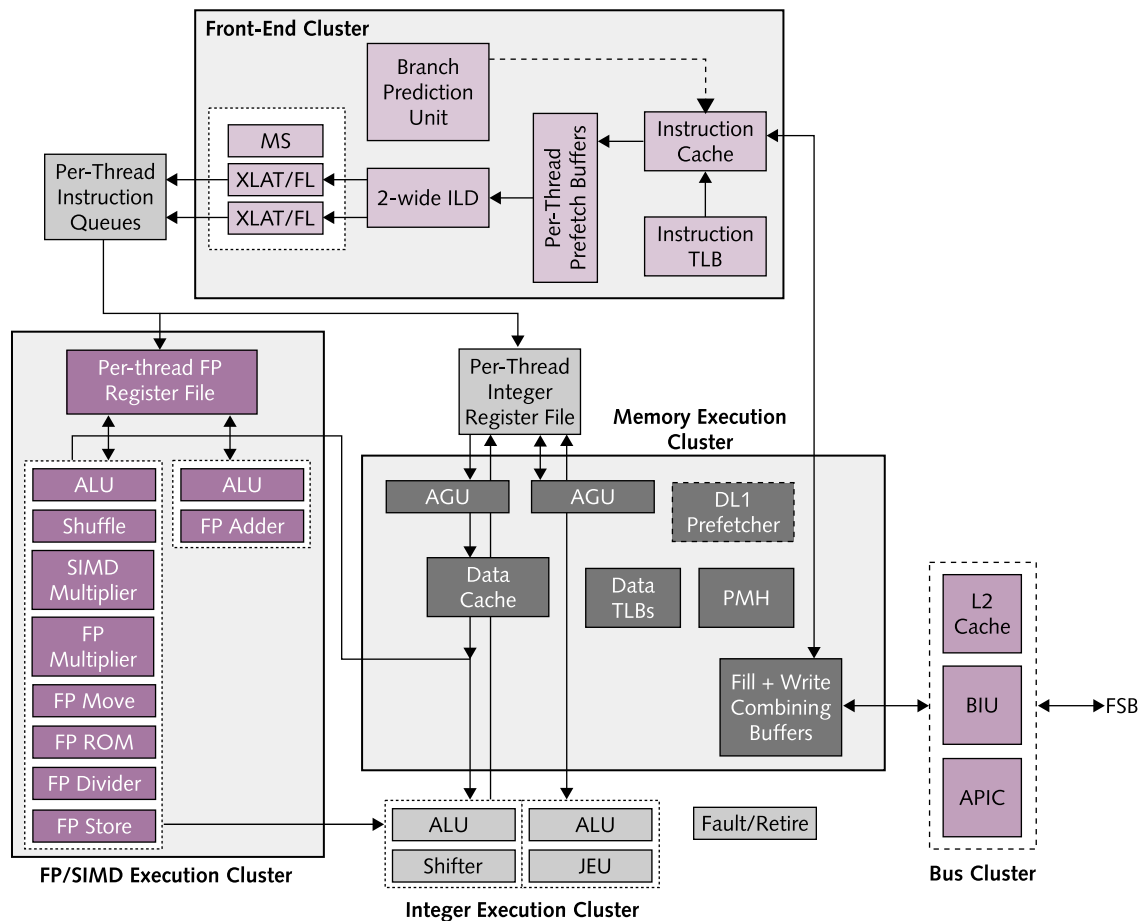 Front-End Cluster
Branch
Prediction
Unit
MS
XLAT/FL
XLAT/FL
2-wide ILD
Per-Thread
Prefetch Buffers
Instruction
Cache
Instruction
TLB
Per-Thread
Instruction
Queues
Per-thread FP
Register File
ALU
Shuffle
SIMD
Multiplier
FP
Multiplier
FP Move
FP ROM
FP Divider
FP Store
ALU
FP Adder
FP/SIMD Execution Cluster
Per-Thread
Integer
Register File
Memory Execution
Cluster
AGU
AGU
DL1
Prefetcher
Data
Cache
Data
TLBs
PMH
Fill + Write
Combining
Buffers
ALU
Shifter
ALU
JEU
Integer Execution Cluster
Fault/Retire
L2
Cache
BIU
APIC
Bus Cluster
FSB